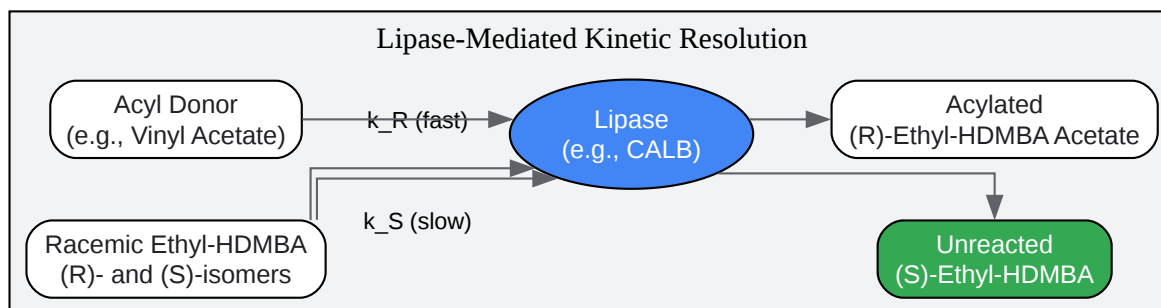 Lipase-Mediated Kinetic Resolution
Acyl Donor
(e.g., Vinyl Acetate)
k_R (fast)
Lipase
(e.g., CALB)
Acylated
(R)-Ethyl-HDMBA Acetate
k_S (slow)
Racemic Ethyl-HDMBA
(R)- and (S)-isomers
Unreacted
(S)-Ethyl-HDMBA